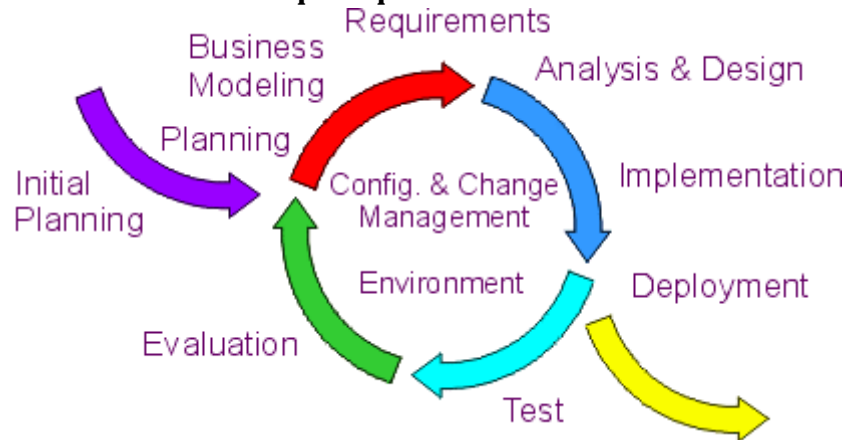 Requirements
Business
Modeling
Analysis & Design
Planning
Initial
Planning
Config. & Change
Management
Implementation
Environment
Deployment
Evaluation
Test